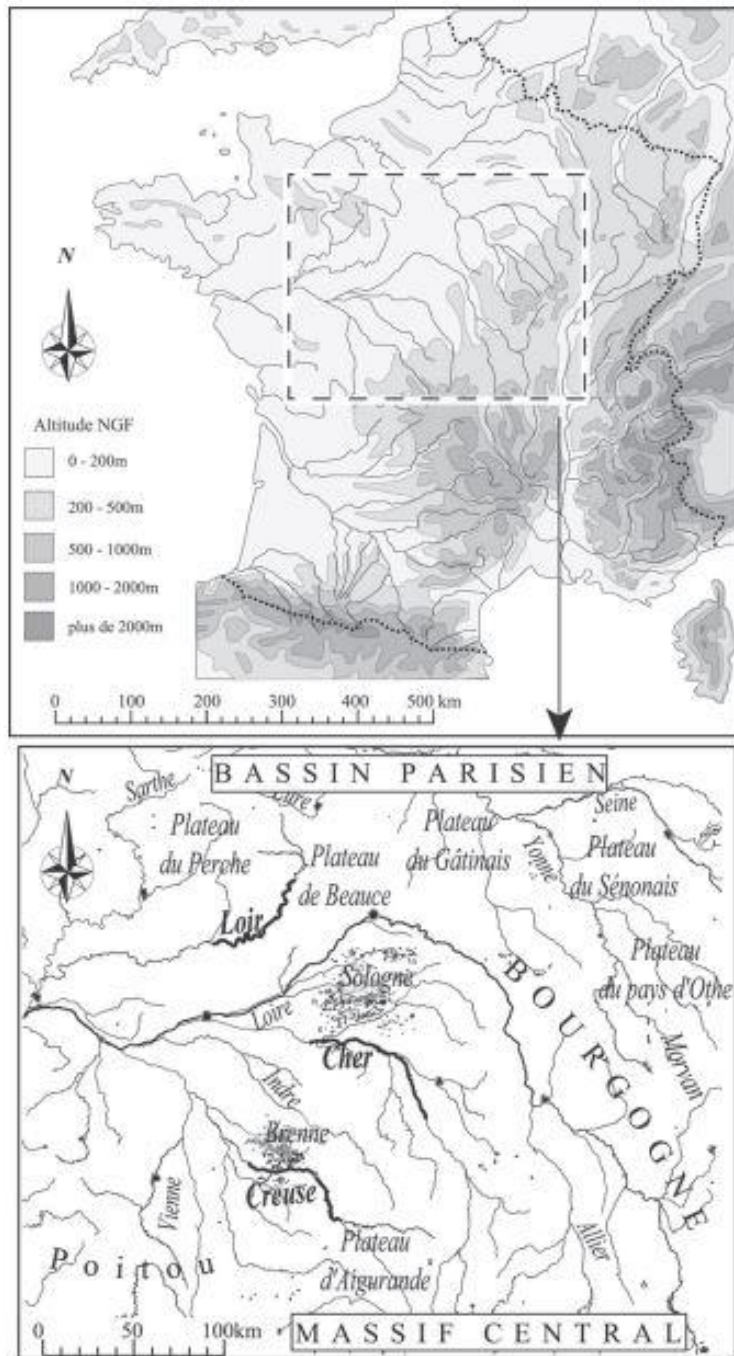 N
Altitude NGF
0 - 200m
200 - 500m
500 - 1000m
1000 - 2000m
plus de 2000m
0 100 200 300 400 500 km
N
BASSIN PARISIEN
Sarthe
Eure
Seine
Plateau
du Perche
Plateau
de Beauce
Plateau
du Gâtinais
Yonne
Plateau
du Sénonais
Loir
Sologne
Plateau
du pays d'Othe
BOURGOGNE
Loire
Cher
Morvan
Indre
Brenne
Creuse
Vienne
Allier
Poitou
Plateau
d'Aigurande
0 50 100km
MASSIF CENTRAL